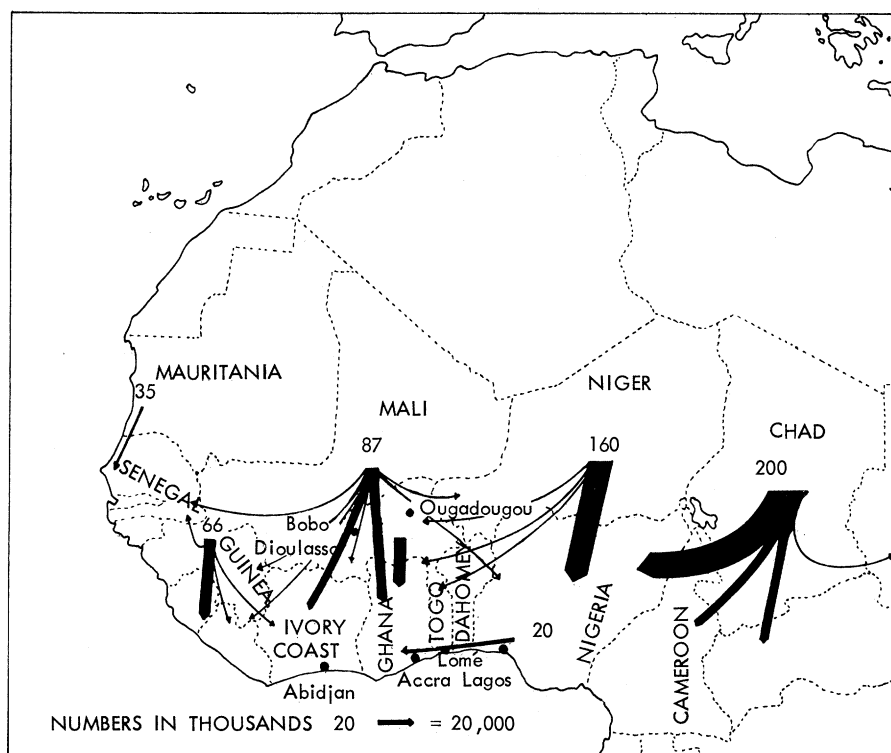 MAURITANIA
35
NIGER
MALI
CHAD
87
160
200
SENEGAL
Ougadougou
66
Bobo
Dioulasso
GUINEA
IVORY
COAST
GHANA
TOGO
DAHOMEY
NIGERIA
CAMEROON
20
Lomé
Accra Lagos
Abidjan
NUMBERS IN THOUSANDS 20 = 20,000